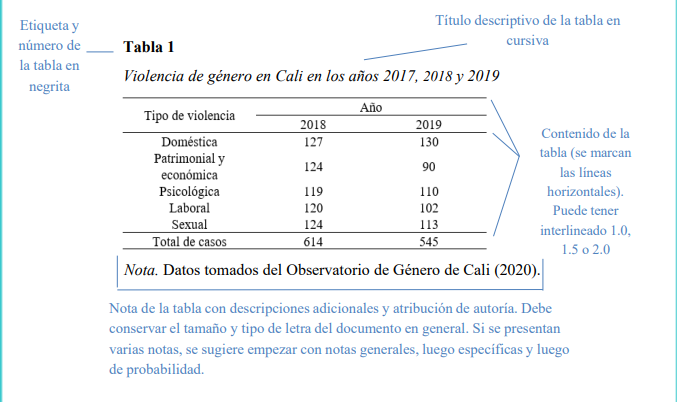 Etiqueta y
número de
la tabla en
negrita
Título descriptivo de la tabla en
cursiva
Tabla 1
Violencia de género en Cali en los años 2017, 2018 y 2019
Tipo de violencia Año
2018 2019
Doméstica 127 130
Patrimonial y
económica 124 90
Psicológica 119 110
Laboral 120 102
Sexual 124 113
Total de casos 614 545
Contenido de la
tabla (se marcan
las líneas
horizontales).
Puede tener
interlineado 1.0,
1.5 o 2.0
Nota. Datos tomados del Observatorio de Género de Cali (2020).
Nota de la tabla con descripciones adicionales y atribución de autoría. Debe
conservar el tamaño y tipo de letra del documento en general. Si se presentan
varias notas, se sugiere empezar con notas generales, luego específicas y luego
de probabilidad.